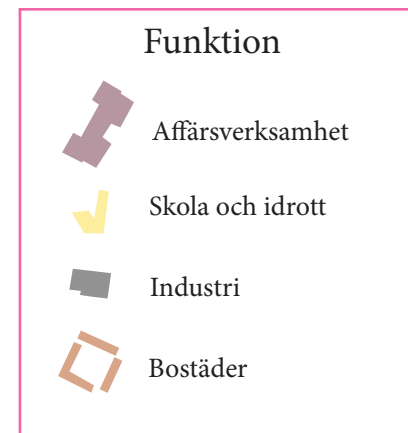 Funktion
Affärsverksamhet
Skola och idrott
Industri
Bostäder